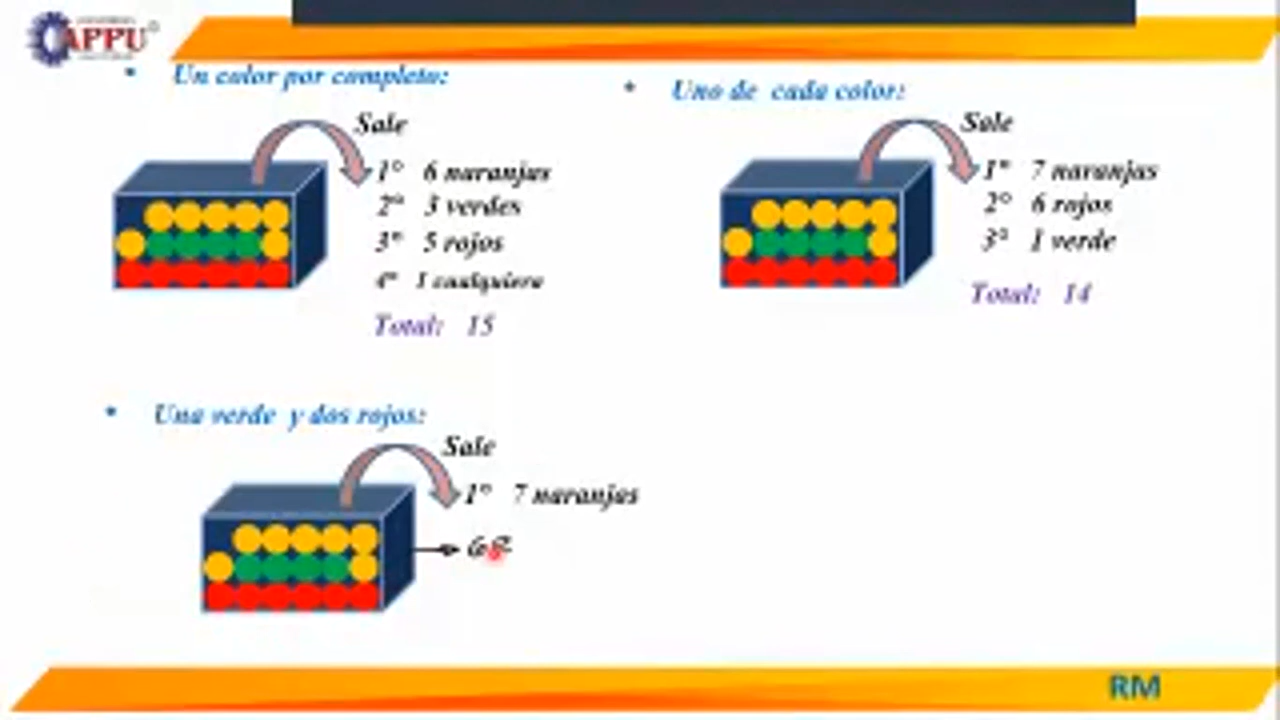 APPU
• Un color por completo:
Sale
1° 6 naranjas
2° 3 verdes
3° 5 rojos
4° 1 cualquiera
Total: 15
• Uno de cada color:
Sale
1° 7 naranjas
2° 6 rojos
3° 1 verde
Total: 14
• Una verde y dos rojos:
Sale
1° 7 naranjas
RM